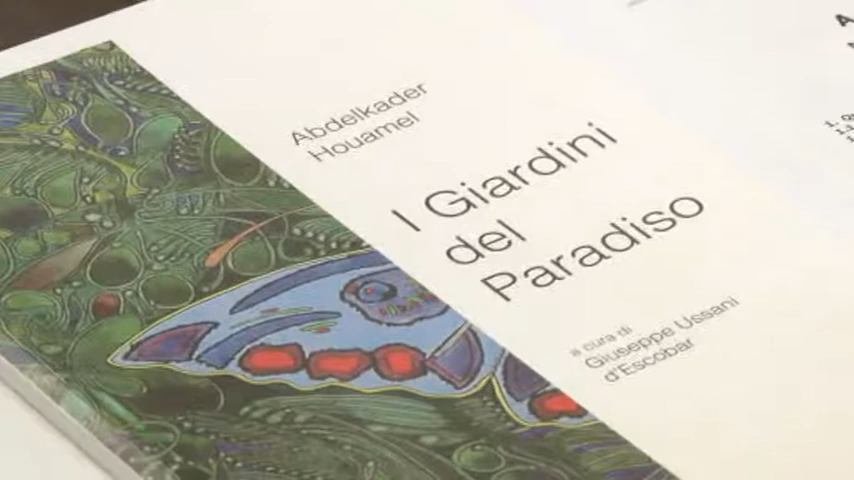 Abdelkader
Houamel
I Giardini
del
Paradiso
a cura di
Giuseppe Ussani
d'Escobar